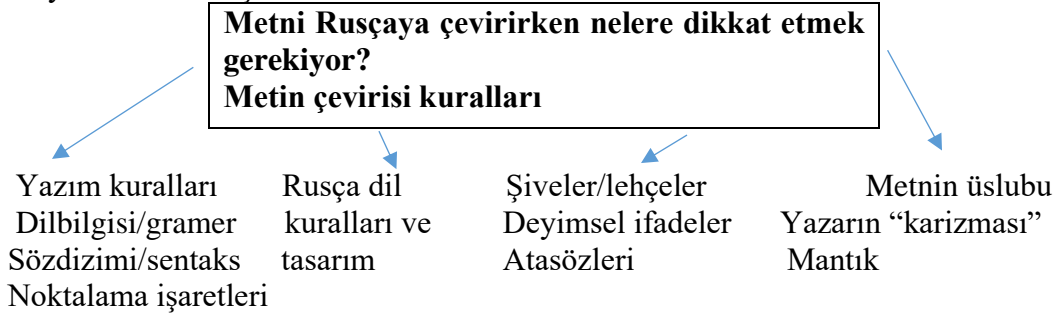 Metni Rusçaya çevirirken nelere dikkat etmek
gerekiyor?
Metin çevirisi kuralları
Yazım kuralları
Dilbilgisi/gramer
Sözdizimi/sentaks
Noktalama işaretleri
Rusça dil
kuralları ve
tasarım
Şiveler/lehçeler
Deyimsel ifadeler
Atasözleri
Metnin üslubu
Yazarın “karizması”
Mantık